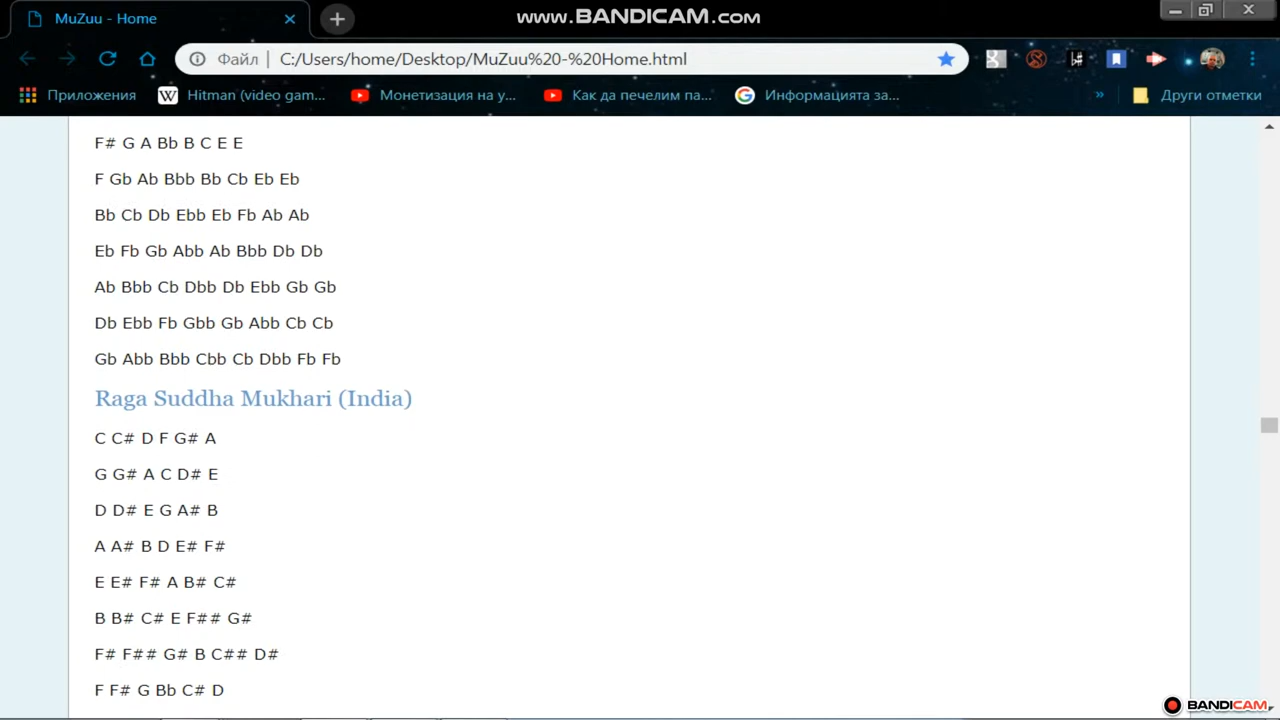 MuZuu - Home
www.BANDICAM.com
Файл | C:/Users/home/Desktop/MuZuu%20-%20Home.html
Приложения
Hitman (video gam...
Монетизация на у...
Как да печелим па...
Информацията за...
»
Други отметки
F# G A Bb B C E E
F Gb Ab Bbb Bb Cb Eb Eb
Bb Cb Db Ebb Eb Fb Ab Ab
Eb Fb Gb Abb Ab Bbb Db Db
Ab Bbb Cb Dbb Db Ebb Gb Gb
Db Ebb Fb Gbb Gb Abb Cb Cb
Gb Abb Bbb Cbb Cb Dbb Fb Fb
Raga Suddha Mukhari (India)
C C# D F G# A
G G# A C D# E
D D# E G A# B
A A# B D E# F#
E E# F# A B# C#
B B# C# E F## G#
F# F## G# B C## D#
F F# G Bb C# D
BANDICAM